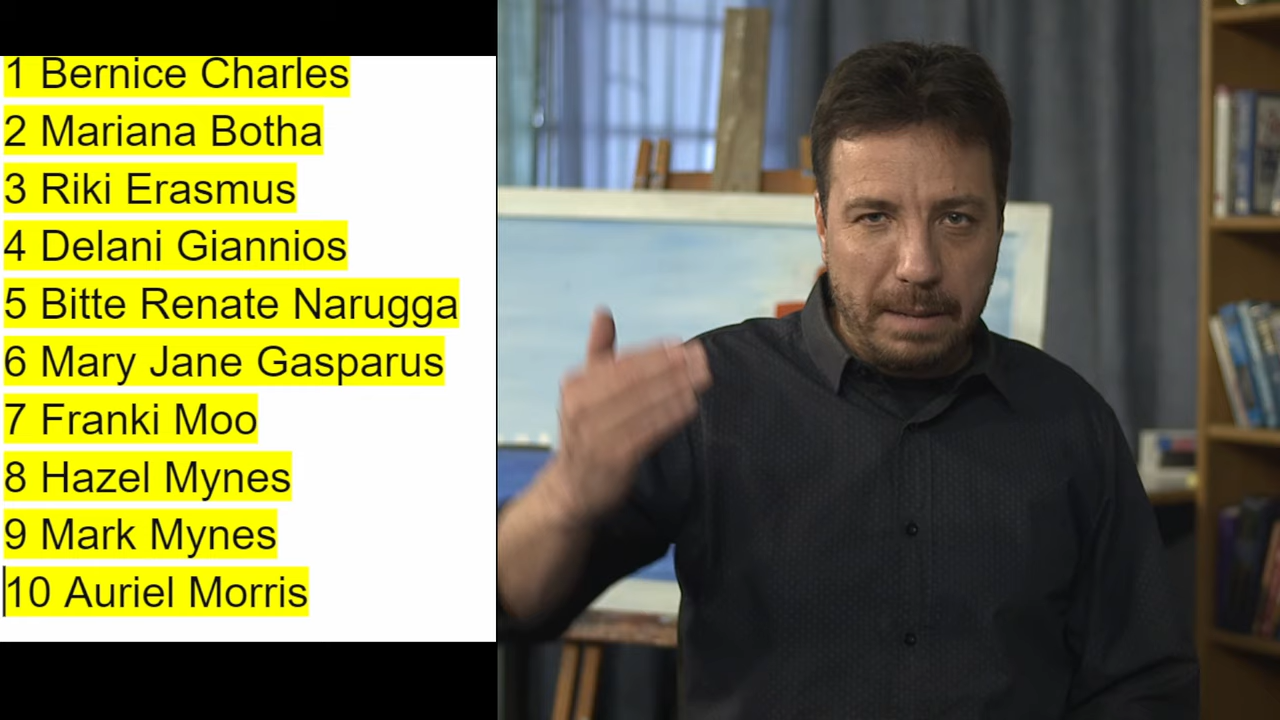 1 Bernice Charles
2 Mariana Botha
3 Riki Erasmus
4 Delani Giannios
5 Bitte Renate Narugga
6 Mary Jane Gasparus
7 Franki Moo
8 Hazel Mynes
9 Mark Mynes
10 Auriel Morris